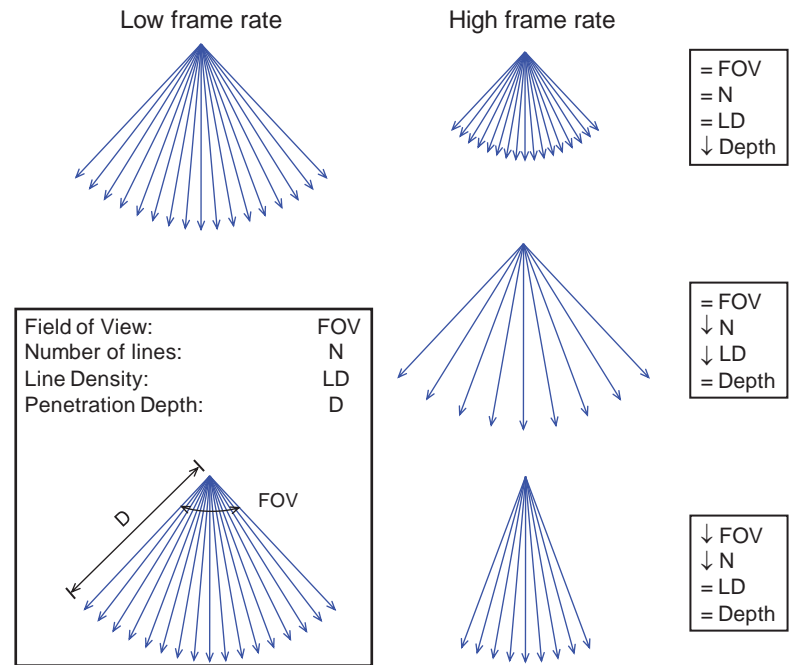 Low frame rate
High frame rate
= FOV
= N
= LD
↓ Depth
= FOV
↓ N
↓ LD
= Depth
Field of View: FOV
Number of lines: N
Line Density: LD
Penetration Depth: D
D
FOV
↓ FOV
↓ N
= LD
= Depth